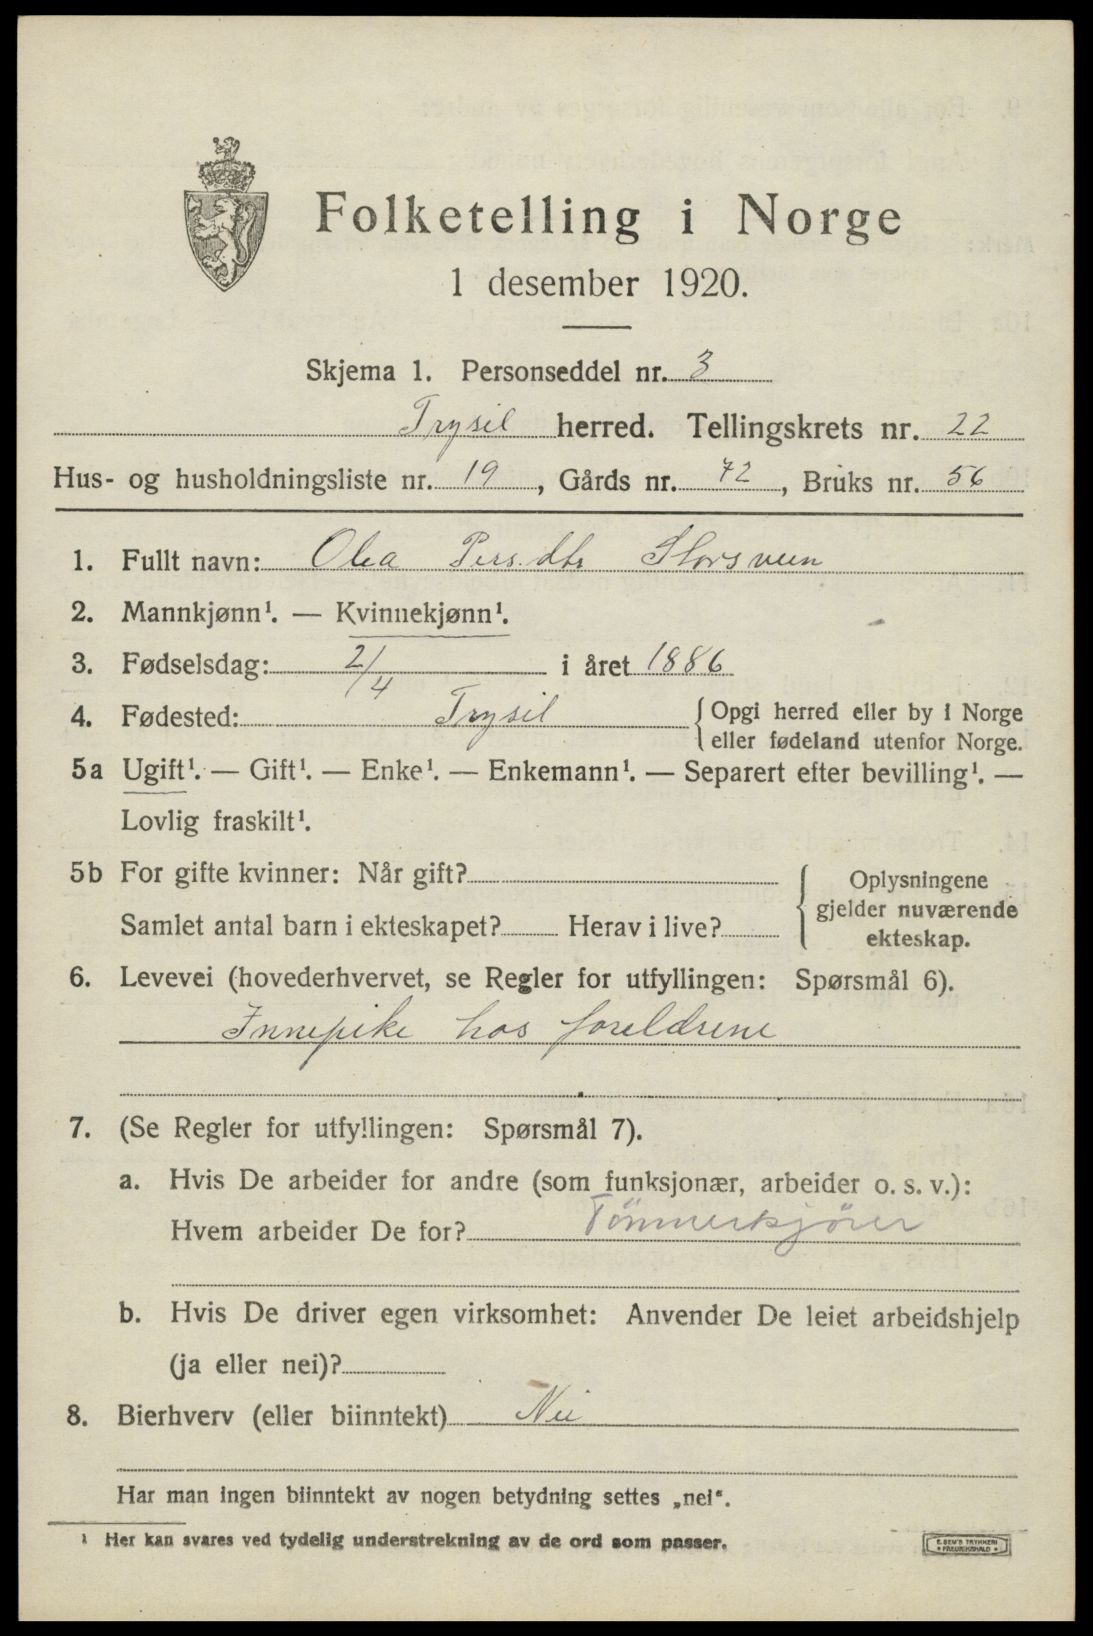 Folketelling i Norge
1 desember 1920.
Skjema 1. Personseddel nr. 3
Trysil herred. Tellingskrets nr. 22
Hus- og husholdningsliste nr. 19, Gårds nr. 72, Bruks nr. 56
1. Fullt navn: Olea Persdtr Storsveen
2. Mannkjønn¹. — Kvinnekjønn¹.
3. Fødselsdag: 2/4 i året 1886
4. Fødested: Trysil {Opgi herred eller by i Norge
eller fødeland utenfor Norge.
5a Ugift¹. — Gift¹. — Enke¹. — Enkemann¹. — Separert efter bevilling¹. —
Lovlig fraskilt¹.
5b For gifte kvinner: Når gift?
Samlet antal barn i ekteskapet? Herav i live?
{Oplysningene
gjelder nuværende
ekteskap.
6. Levevei (hovederhvervet, se Regler for utfyllingen: Spørsmål 6).
Innepike hos foreldrene
7. (Se Regler for utfyllingen: Spørsmål 7).
a. Hvis De arbeider for andre (som funksjonær, arbeider o. s. v.):
Hvem arbeider De for? Tömmerkjörer
b. Hvis De driver egen virksomhet: Anvender De leiet arbeidshjelp
(ja eller nei)?
8. Bierhverv (eller biinntekt) Nei
Har man ingen biinntekt av nogen betydning settes „nei“.
¹ Her kan svares ved tydelig understrekning av de ord som passer.
E. SEM'S TRYKKERI
• FREDRIKSHALD •